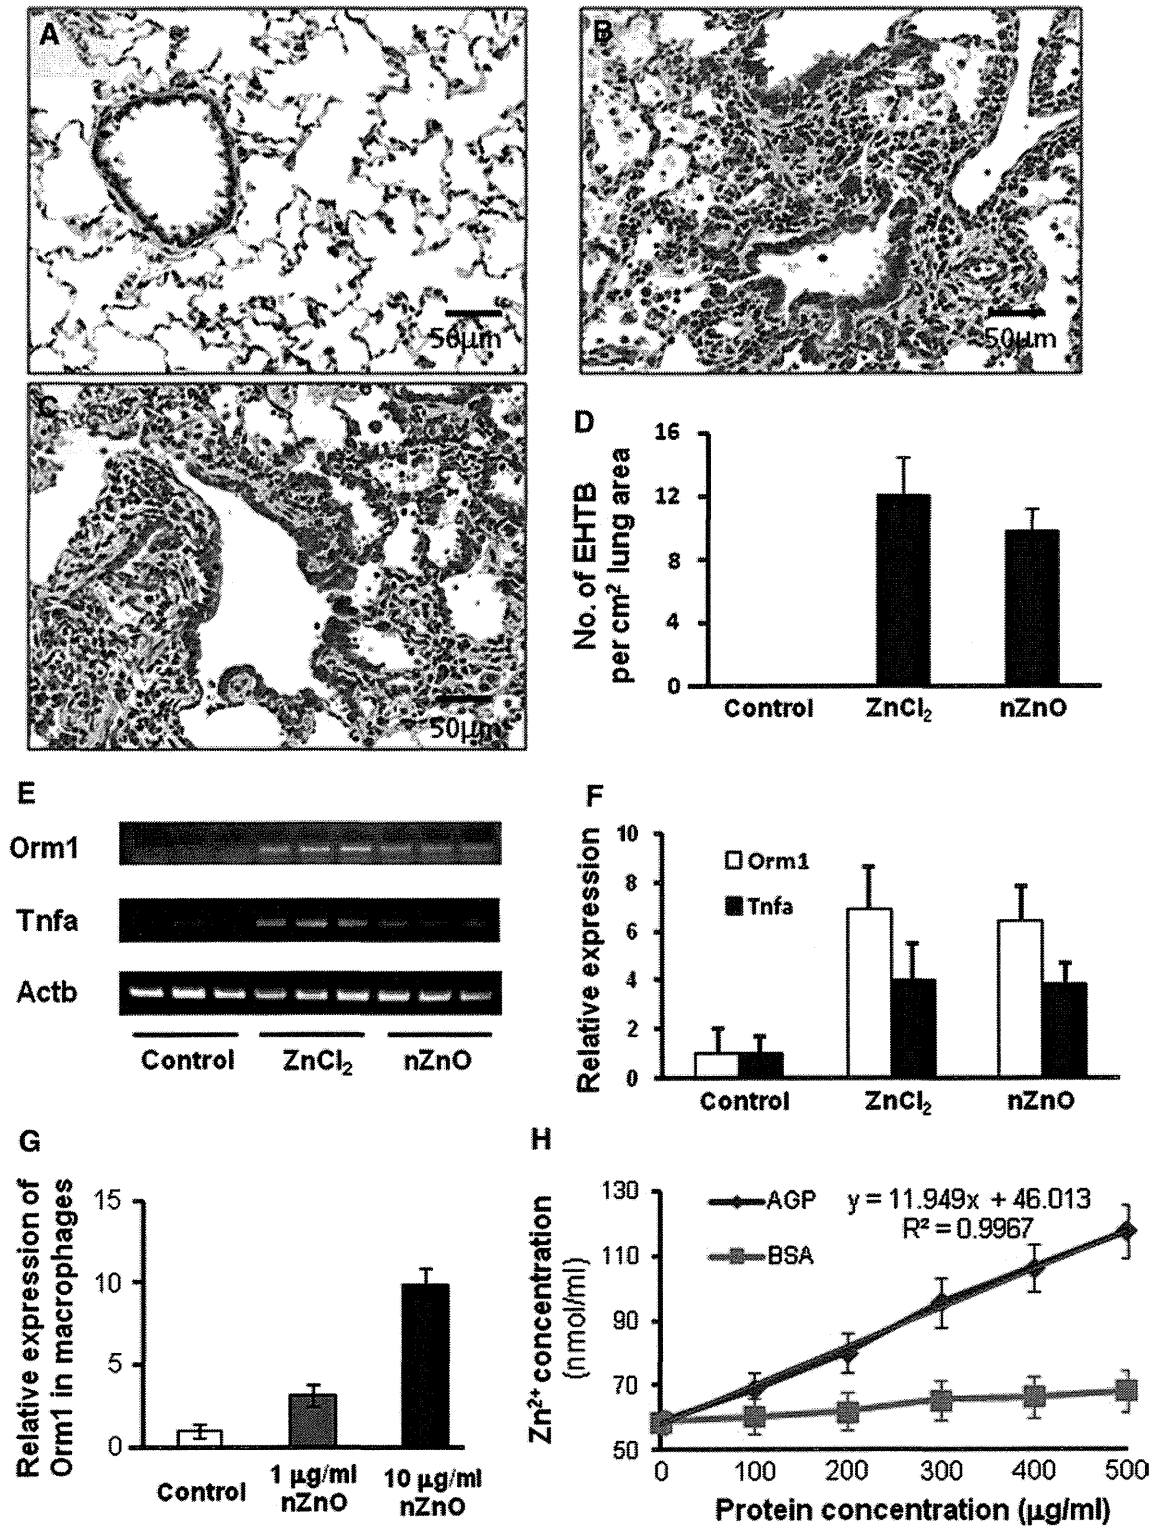 A
50μm
B
50μm
C
50μm
D
No. of EHTB
per cm² lung area
16
12
8
4
0
Control ZnCl₂ nZnO
E
Orm1
Tnfa
Actb
Control ZnCl₂ nZnO
F
Relative expression
10
8
6
4
2
0
Orm1
Tnfa
Control ZnCl₂ nZnO
G
Relative expression of
Orm1 in macrophages
15
10
5
0
Control 1 μg/ml nZnO 10 μg/ml nZnO
H
Zn²⁺ concentration
(nmol/ml)
130
110
90
70
50
AGP
BSA
y = 11.949x + 46.013
R² = 0.9967
0 100 200 300 400 500
Protein concentration (μg/ml)